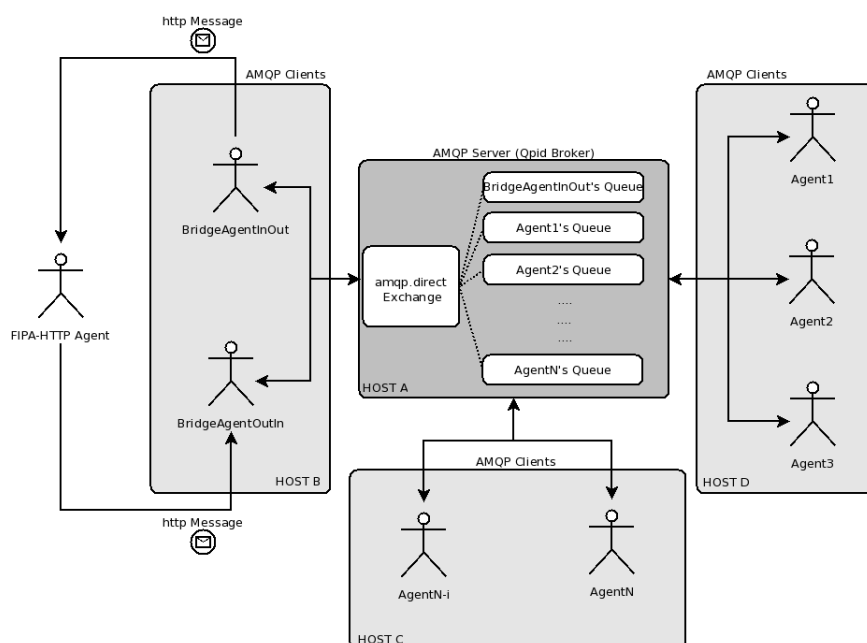 http Message
AMQP Clients
AMQP Clients
AMQP Server (Qpid Broker)
BridgeAgentInOut's Queue
Agent1's Queue
Agent2's Queue
....
....
....
AgentN's Queue
amqp.direct
Exchange
HOST A
BridgeAgentInOut
BridgeAgentOutIn
HOST B
FIPA-HTTP Agent
http Message
Agent1
Agent2
Agent3
HOST D
AMQP Clients
AgentN-i
AgentN
HOST C